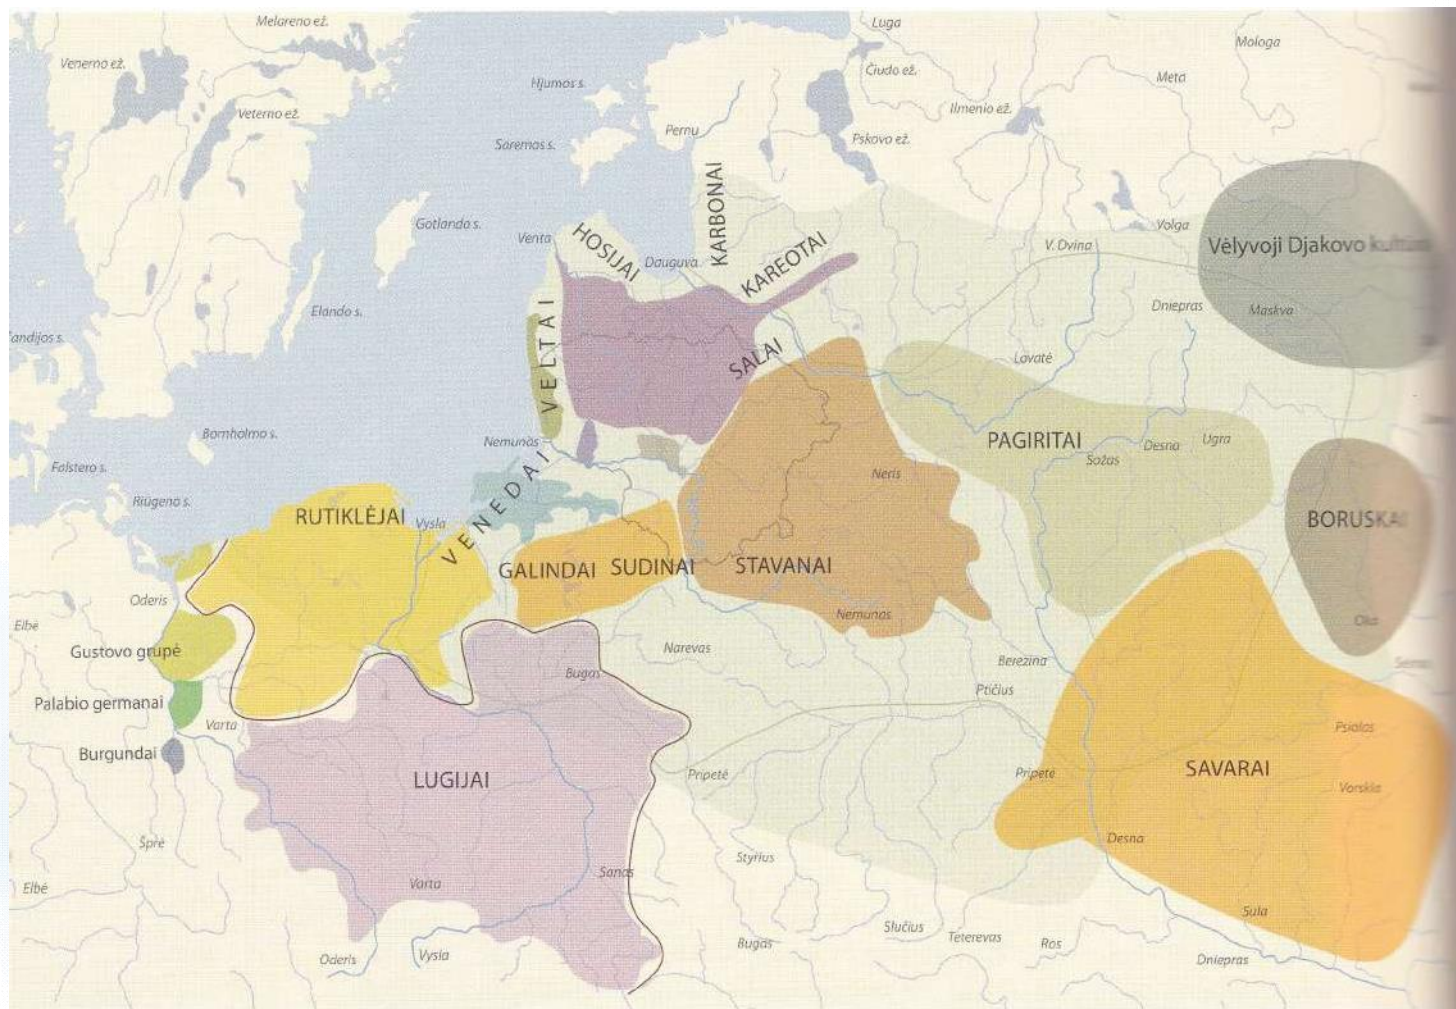 Melareno ež.
Luga
Mologa
Venerno ež.
Hjumos s.
Čiudo ež.
Meta
Veterno ež.
Ilmenio ež.
Pernu
Saremos s.
Pskovo ež.
KARBONAI
Gotlando s.
Venta
HOSIJAI
Dauguva
KAREOTAI
V. Dvina
Volga
Vėlyvoji Djakovo
Elando s.
Dniepras
Maskva
VELTAI
SALAI
Lovatė
Bornholmo s.
Nemunas
PAGIRITAI
Desna
Ugra
Sožas
Falstero s.
Neris
Riūgeno s.
RUTIKLĖJAI
Vysla
VENEDAI
BORUSKAI
GALINDAI
SUDINAI
STAVANAI
Oderis
Nemunas
Elbė
Oka
Gustovo grupė
Narevas
Bugas
Berezina
Ptičius
Palabio germanai
Varta
Psiolas
Burgundai
LUGIJAI
Pripetė
Pripetė
SAVARAI
Vorskla
Šprė
Desna
Styrius
Elbė
Varta
Sanas
Sula
Slučius
Teterevas
Ros
Bugas
Oderis
Vysla
Dniepras